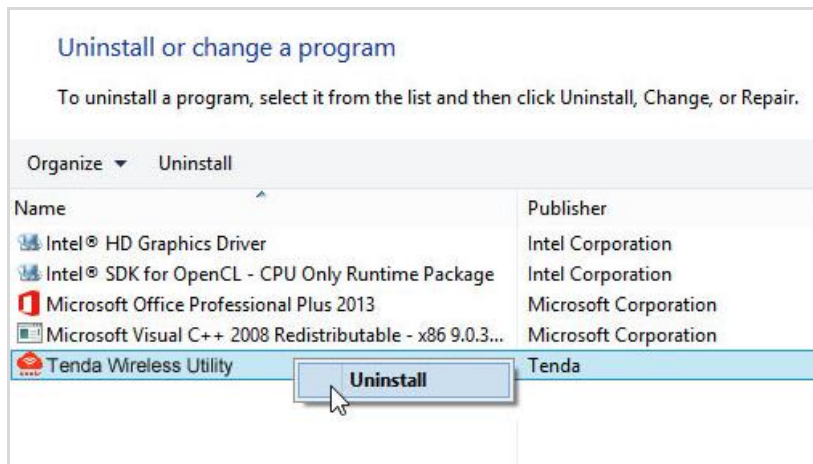 Uninstall or change a program
To uninstall a program, select it from the list and then click Uninstall, Change, or Repair.
Organize Uninstall
Name Publisher
Intel® HD Graphics Driver Intel Corporation
Intel® SDK for OpenCL - CPU Only Runtime Package Intel Corporation
Microsoft Office Professional Plus 2013 Microsoft Corporation
Microsoft Visual C++ 2008 Redistributable - x86 9.0.3... Microsoft Corporation
Tenda Wireless Utility Tenda
Uninstall